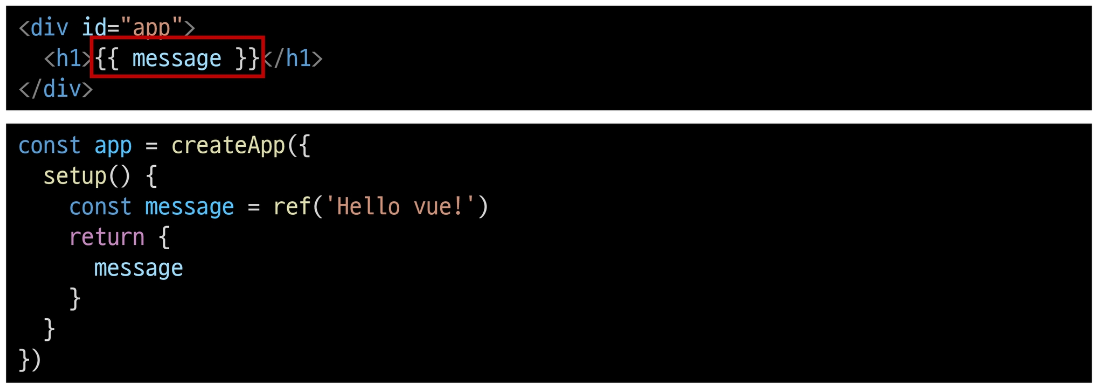 <div id="app">
  <h1>{{ message }}</h1>
</div>
const app = createApp({
  setup() {
    const message = ref('Hello vue!')
    return {
      message
    }
  }
})